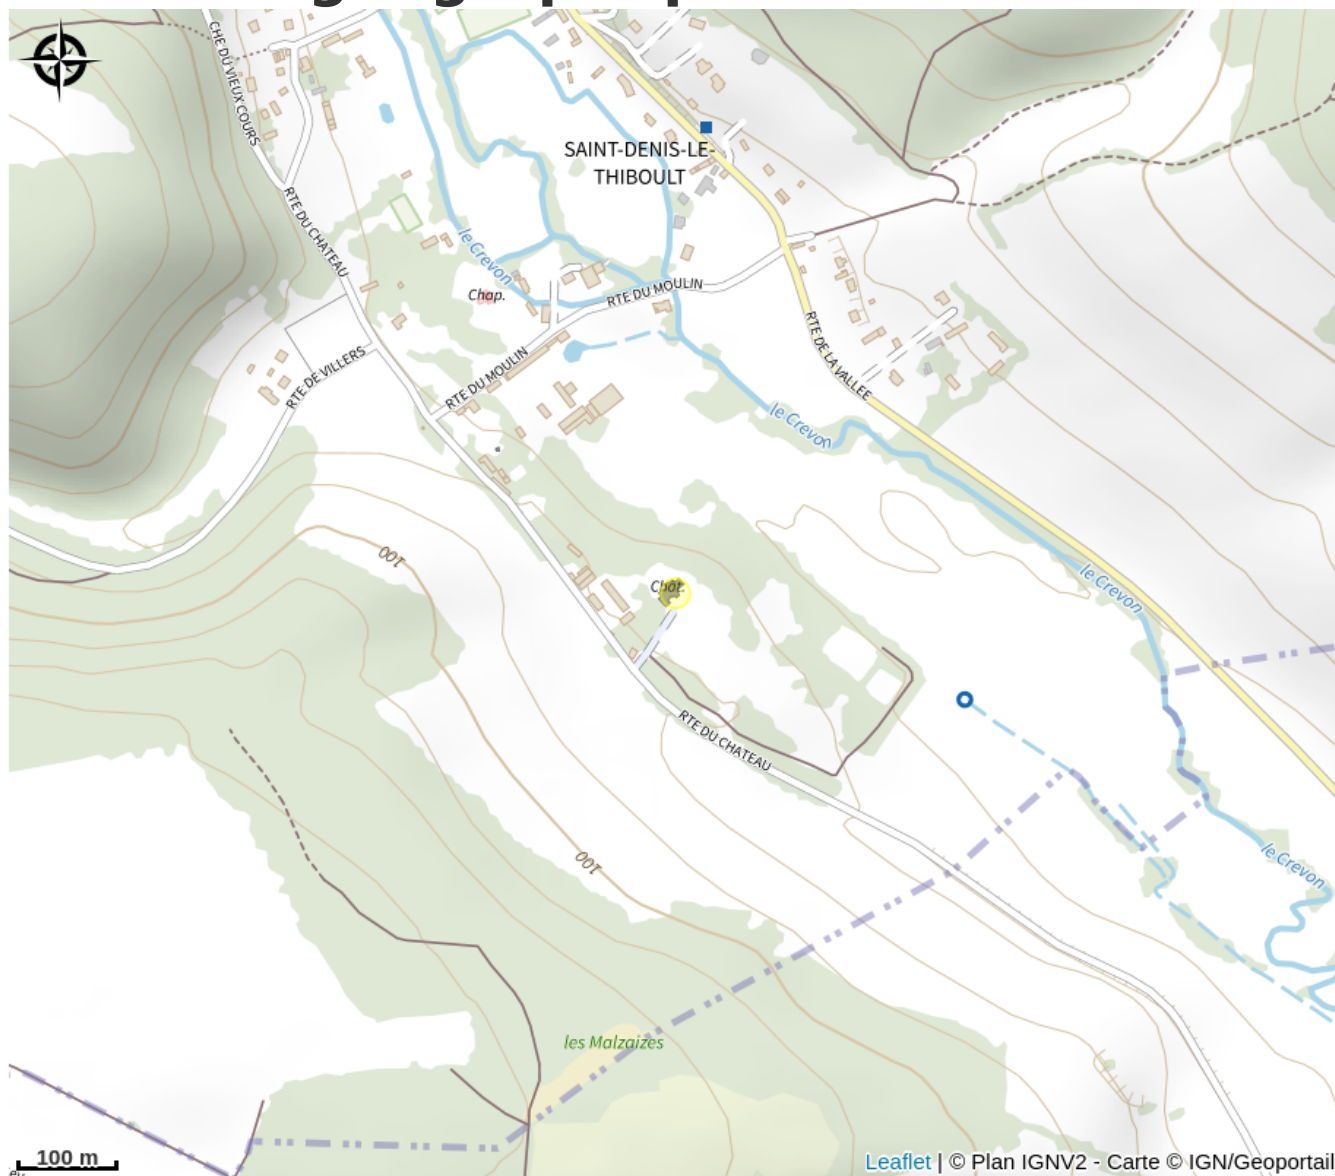 CHE DU VIEUX COURS
SAINT-DENIS-LE-
THIBOULT
RTE DU CHATEAU
le Crevon
Chap.
RTE DU MOULIN
RTE DE LA VALLEE
RTE DE VILLERS
RTE DU MOULIN
le Crevon
100
Chât.
le Crevon
RTE DU CHATEAU
100
le Crevon
les Malzaizes
100 m
Leaflet | © Plan IGNV2 - Carte © IGN/Geoportail